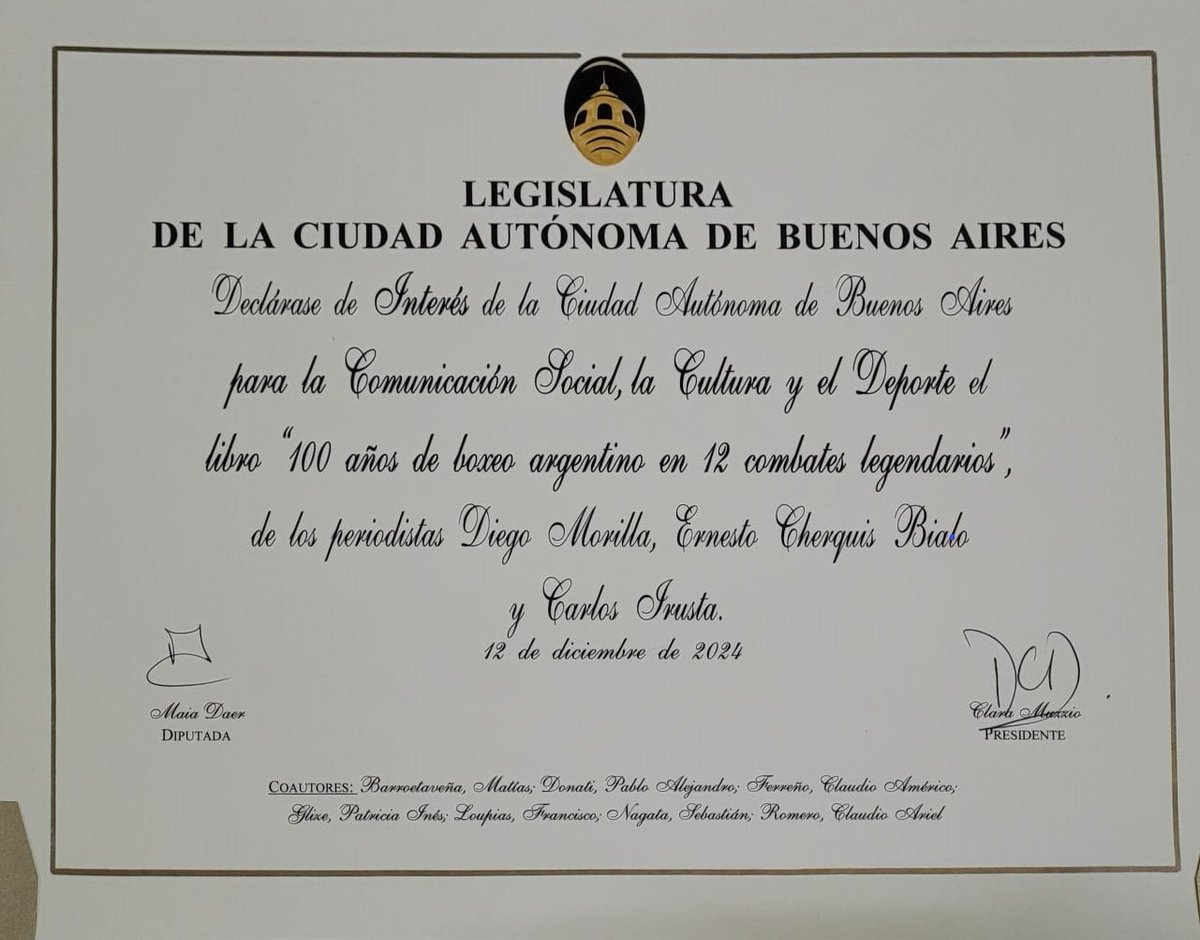 LEGISLATURA
DE LA CIUDAD AUTÓNOMA DE BUENOS AIRES
Declárase de Interés de la Ciudad Autónoma de Buenos Aires
para la Comunicación Social, la Cultura y el Deporte el
libro “100 años de boxeo argentino en 12 combates legendarios”,
de los periodistas Diego Morilla, Ernesto Cherquis Bialo
y Carlos Irusta.
12 de diciembre de 2024
Maia Daer
DIPUTADA
Clara Muzzio
PRESIDENTE
COAUTORES: Barroetaveña, Matías; Donati, Pablo Alejandro; Ferreño, Claudio Américo;
Glize, Patricia Inés; Loupias, Francisco; Nagata, Sebastián; Romero, Claudio Ariel